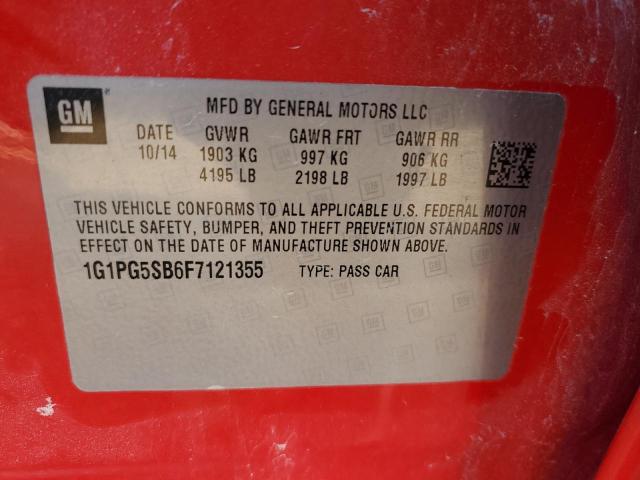 GM
MFD BY GENERAL MOTORS LLC
DATE GVWR GAWR FRT GAWR RR
10/14 1903 KG 997 KG 906 KG
4195 LB 2198 LB 1997 LB
THIS VEHICLE CONFORMS TO ALL APPLICABLE U.S. FEDERAL MOTOR
VEHICLE SAFETY, BUMPER, AND THEFT PREVENTION STANDARDS IN
EFFECT ON THE DATE OF MANUFACTURE SHOWN ABOVE.
1G1PG5SB6F7121355 TYPE: PASS CAR